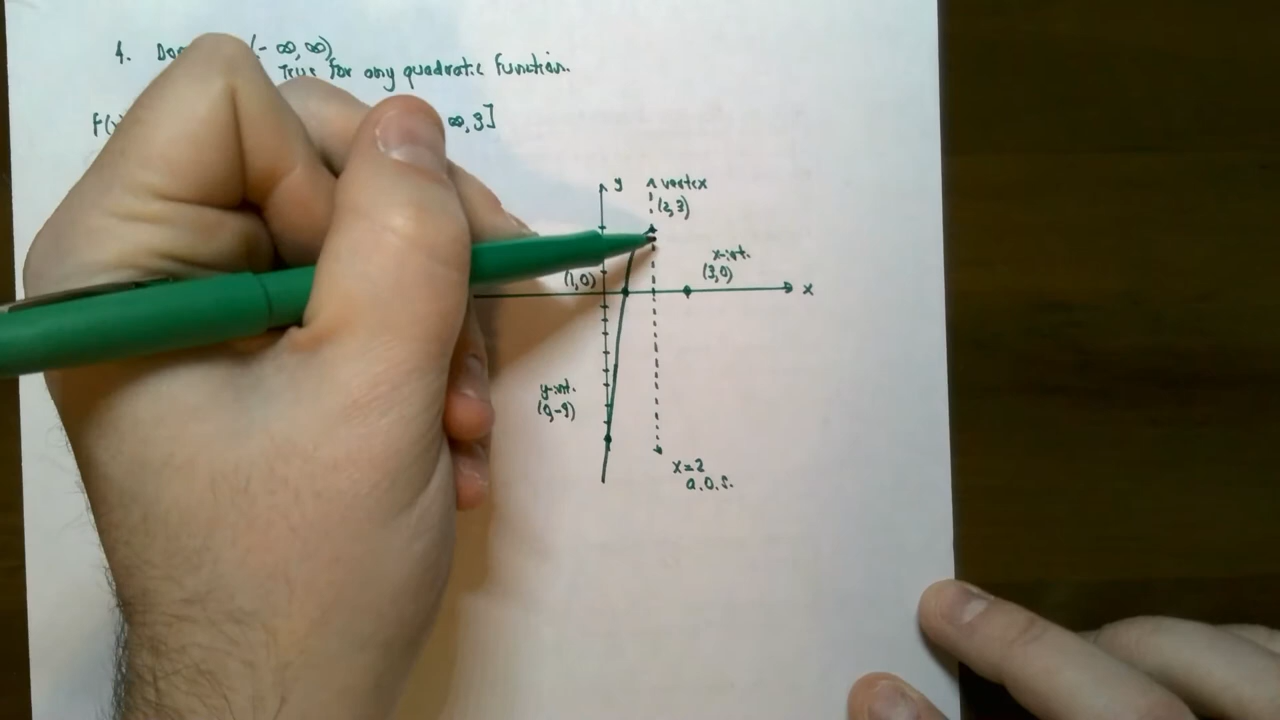 4. (-∞,∞)
True for any quadratic function.
∞,3]
y vertex
(2,3)
x-int.
(1,0) (3,0)
x
y-int.
(0,-9)
x=2
a.o.s.